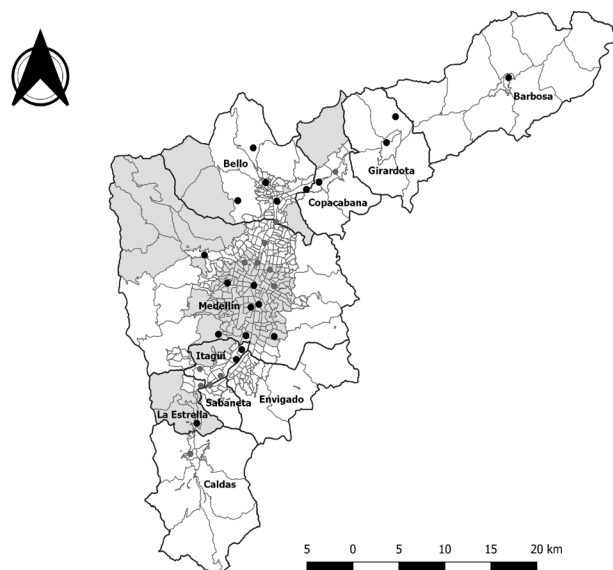 Barbosa
Bello
Girardota
Copacabana
Medellín
Itagüí
Envigado
Sabaneta
La Estrella
Caldas
5 0 5 10 15 20 km